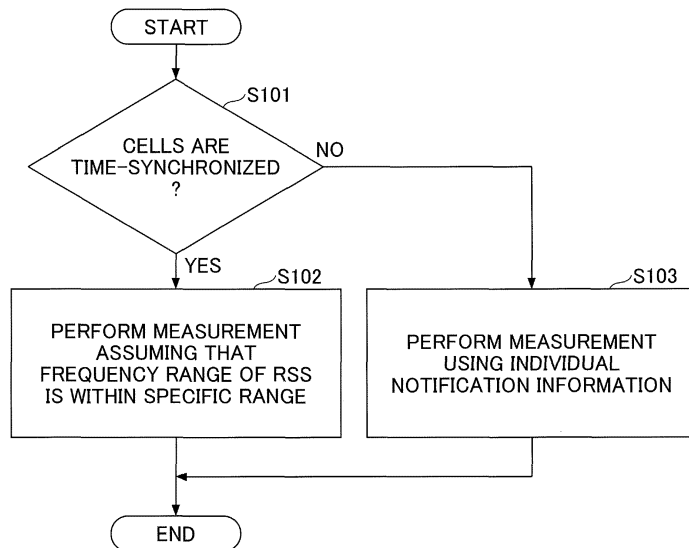 START
S101
CELLS ARE
TIME-SYNCHRONIZED
?
NO
YES
S102
PERFORM MEASUREMENT
ASSUMING THAT
FREQUENCY RANGE OF RSS
IS WITHIN SPECIFIC RANGE
S103
PERFORM MEASUREMENT
USING INDIVIDUAL
NOTIFICATION INFORMATION
END